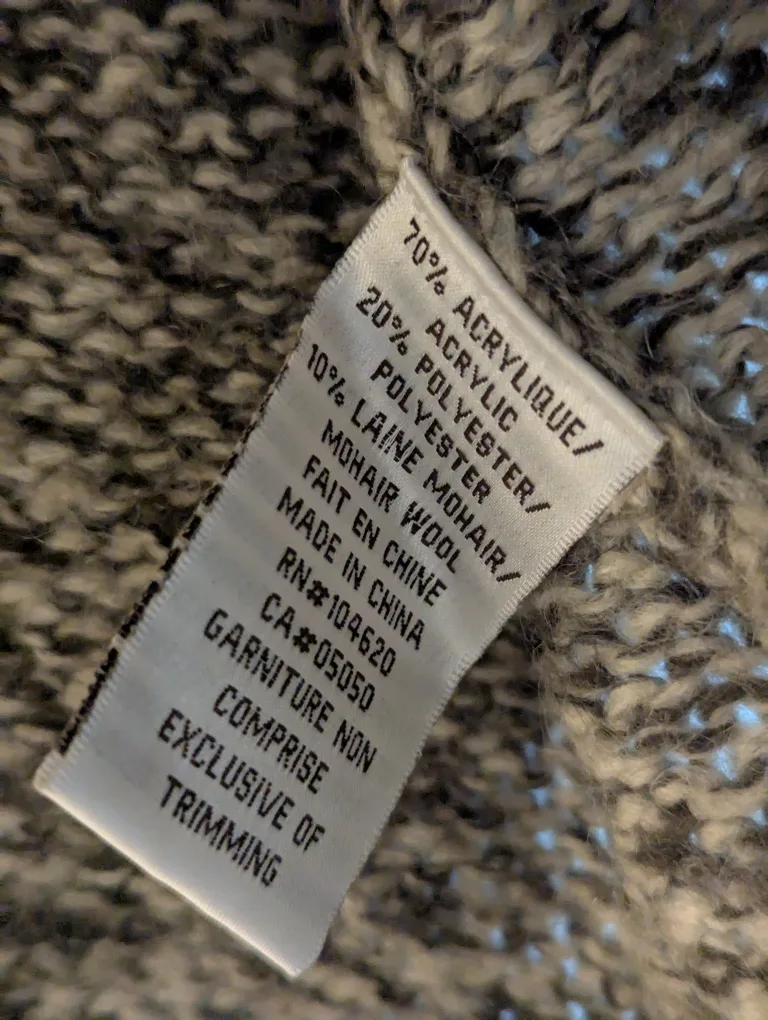 70% ACRYLIQUE/
ACRYLIC
20% POLYESTER/
POLYESTER
10% LAINE MOHAIR/
MOHAIR WOOL
FAIT EN CHINE
MADE IN CHINA
RN#104620
CA#05050
GARNITURE NON
COMPRISE
EXCLUSIVE OF
TRIMMING